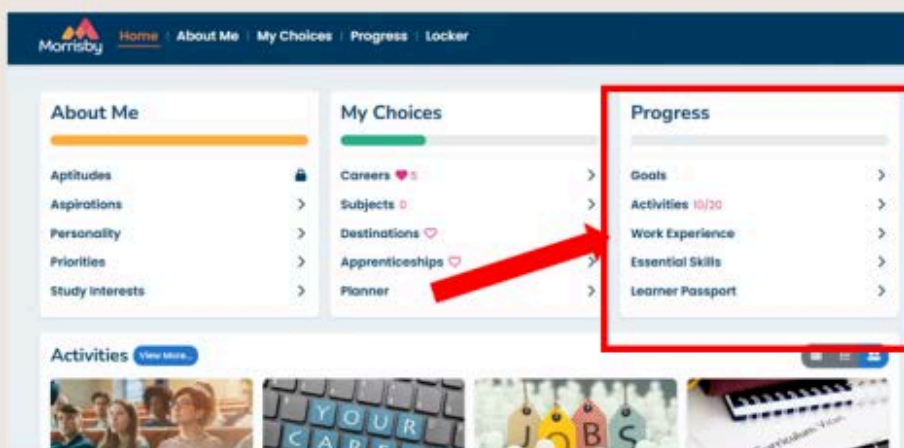 Morrisby Home About Me My Choices Progress Locker
About Me
Aptitudes
Aspirations
Personality
Priorities
Study Interests
My Choices
Careers 5
Subjects 0
Destinations
Apprenticeships
Planner
Progress
Goals
Activities 10/20
Work Experience
Essential Skills
Learner Passport
Activities View More...
YOUR
CARE
JOBS
Curriculum Vitae